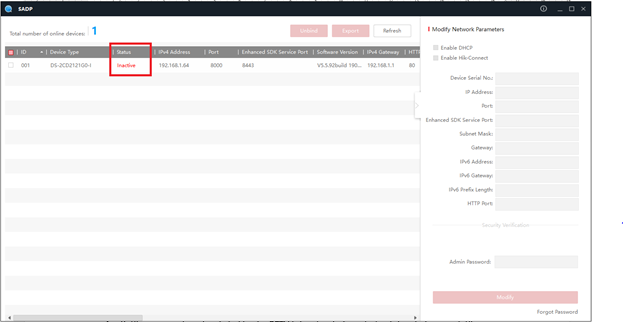 SADP
Total number of online devices: 1
Unbind Export Refresh
ID Device Type Status IPv4 Address Port Enhanced SDK Service Port Software Version IPv4 Gateway HTTP
001 DS-2CD2121G0-I Inactive 192.168.1.64 8000 8443 V5.5.92build 190... 192.168.1.1 80
Modify Network Parameters
Enable DHCP
Enable Hik-Connect
Device Serial No.:
IP Address:
Port:
Enhanced SDK Service Port:
Subnet Mask:
Gateway:
IPv6 Address:
IPv6 Gateway:
IPv6 Prefix Length:
HTTP Port:
Security Verification
Admin Password:
Modify
Forgot Password